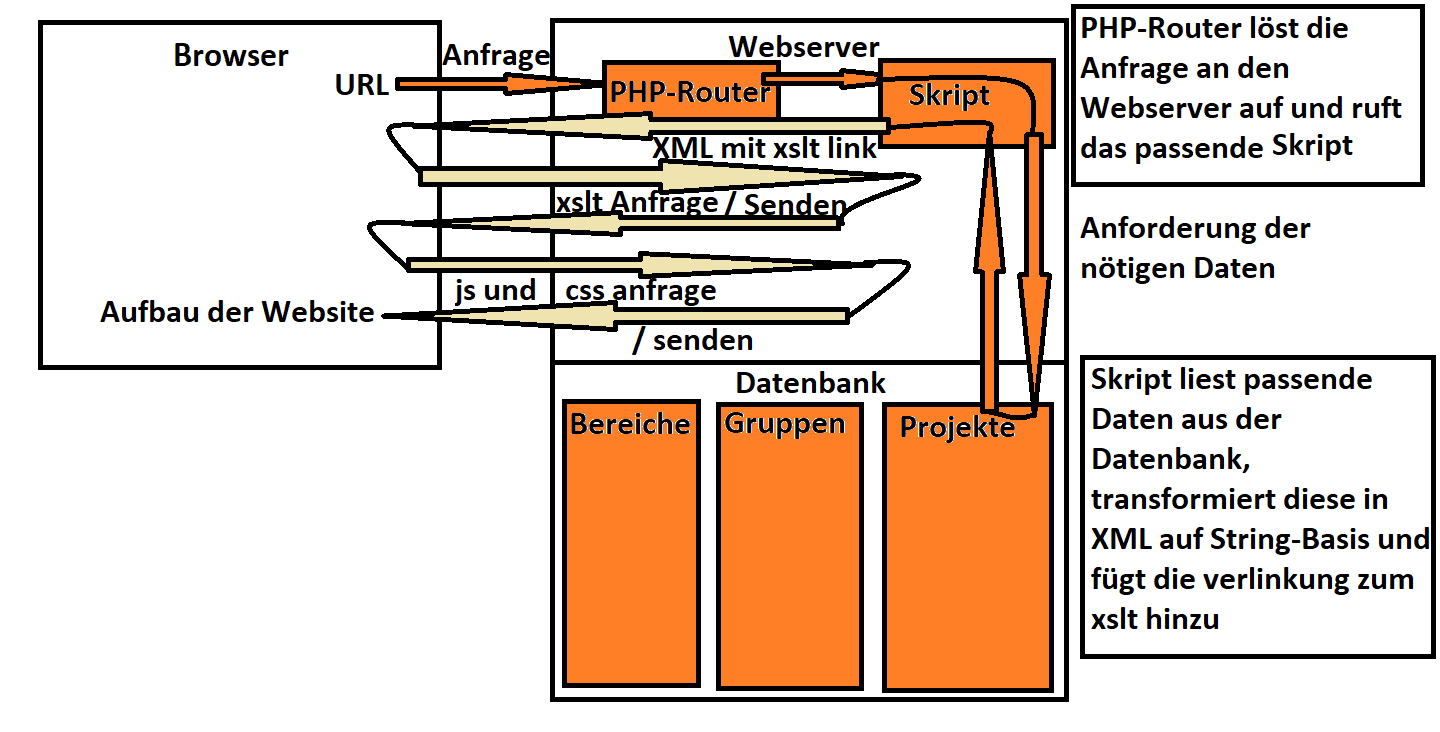 Browser
URL
Anfrage
Webserver
PHP-Router
Skript
XML mit xslt link
xslt Anfrage / Senden
js und css anfrage
/ senden
Aufbau der Website
Datenbank
Bereiche
Gruppen
Projekte
PHP-Router löst die
Anfrage an den
Webserver auf und ruft
das passende Skript
Anforderung der
nötigen Daten
Skript liest passende
Daten aus der
Datenbank,
transformiert diese in
XML auf String-Basis und
fügt die verlinkung zum
xslt hinzu